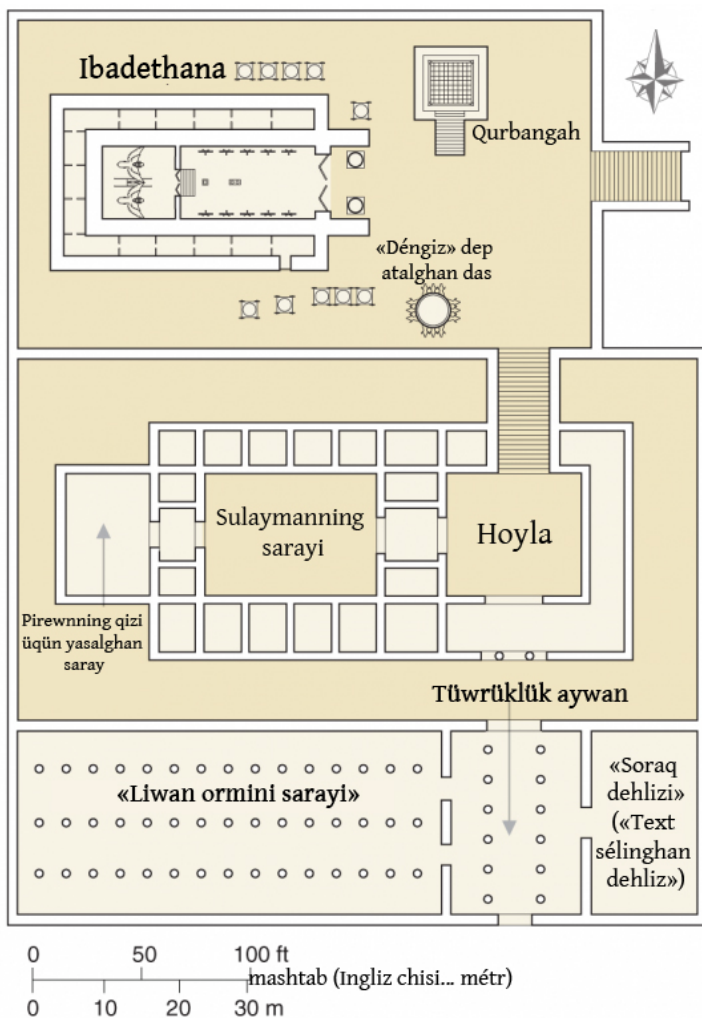 Ibadethana
Qurbangah
«Déngiz» dep
atalghan das
Sulaymanning
sarayi
Hoyla
Pirewnning qizi
üqün yasalghan
saray
Tüwrüklük aywan
«Liwan ormini sarayi»
«Soraq
dehlizi»
(«Text
sélinghan
dehliz»)
0 50 100 ft
mashtab (Ingliz chisi... métr)
0 10 20 30 m